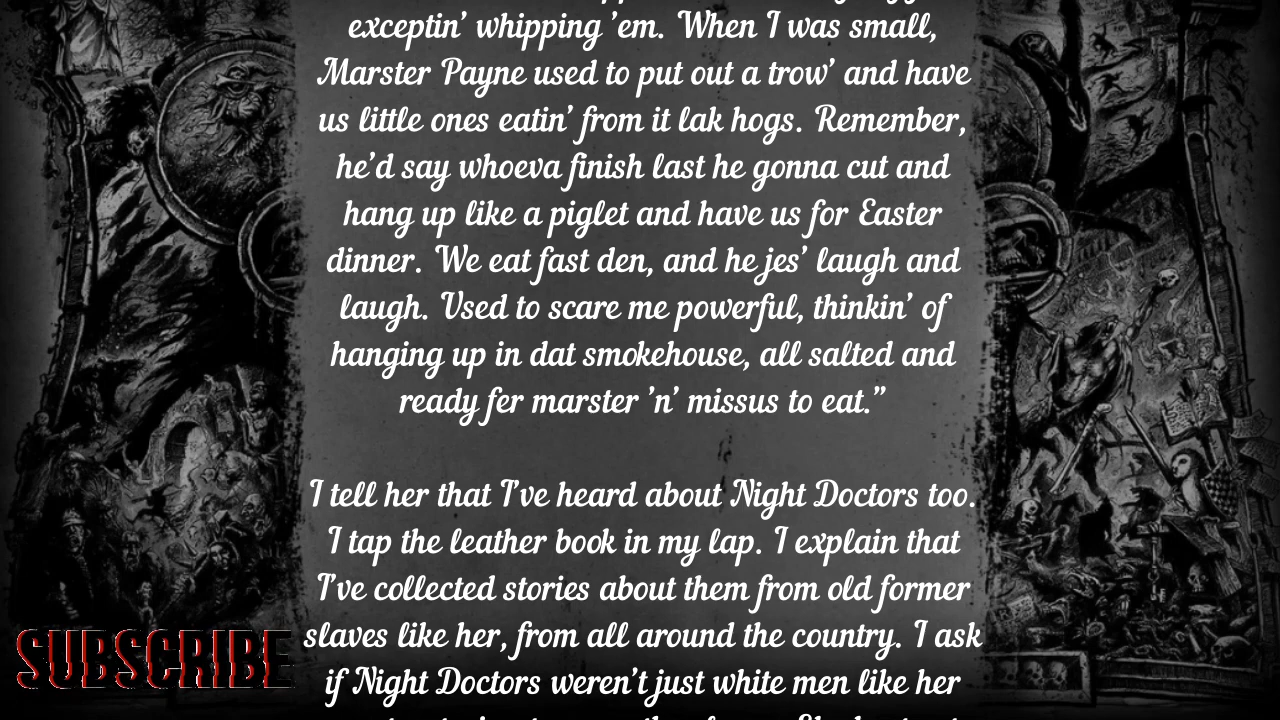 exceptin' whipping 'em. When I was small,
Marster Payne used to put out a trow' and have
us little ones eatin' from it lak hogs. Remember,
he'd say whoeva finish last he gonna cut and
hang up like a piglet and have us for Easter
dinner. We eat fast den, and he jes' laugh and
laugh. Used to scare me powerful, thinkin' of
hanging up in dat smokehouse, all salted and
ready fer marster 'n' missus to eat."
I tell her that I've heard about Night Doctors too.
I tap the leather book in my lap. I explain that
I've collected stories about them from old former
slaves like her, from all around the country. I ask
if Night Doctors weren't just white men like her
SUBSCRIBE